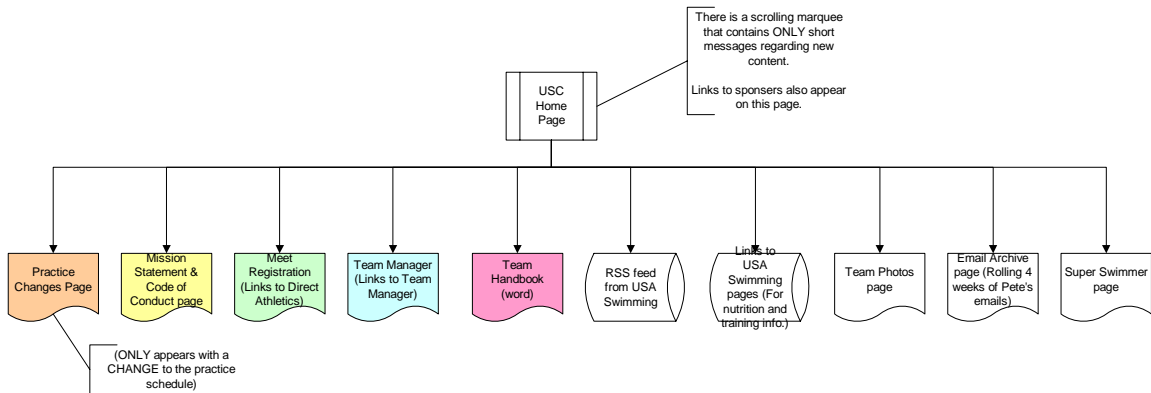 There is a scrolling marquee
that contains ONLY short
messages regarding new
content.
Links to sponsers also appear
on this page.
USC
Home
Page
Practice
Changes Page
Mission
Statement &
Code of
Conduct page
Meet
Registration
(Links to Direct
Athletics)
Team Manager
(Links to Team
Manager)
Team
Handbook
(word)
RSS feed
from USA
Swimming
Links to
USA
Swimming
pages (For
nutrition and
training info.)
Team Photos
page
Email Archive
page (Rolling 4
weeks of Pete's
emails)
Super Swimmer
page
(ONLY appears with a
CHANGE to the practice
schedule)